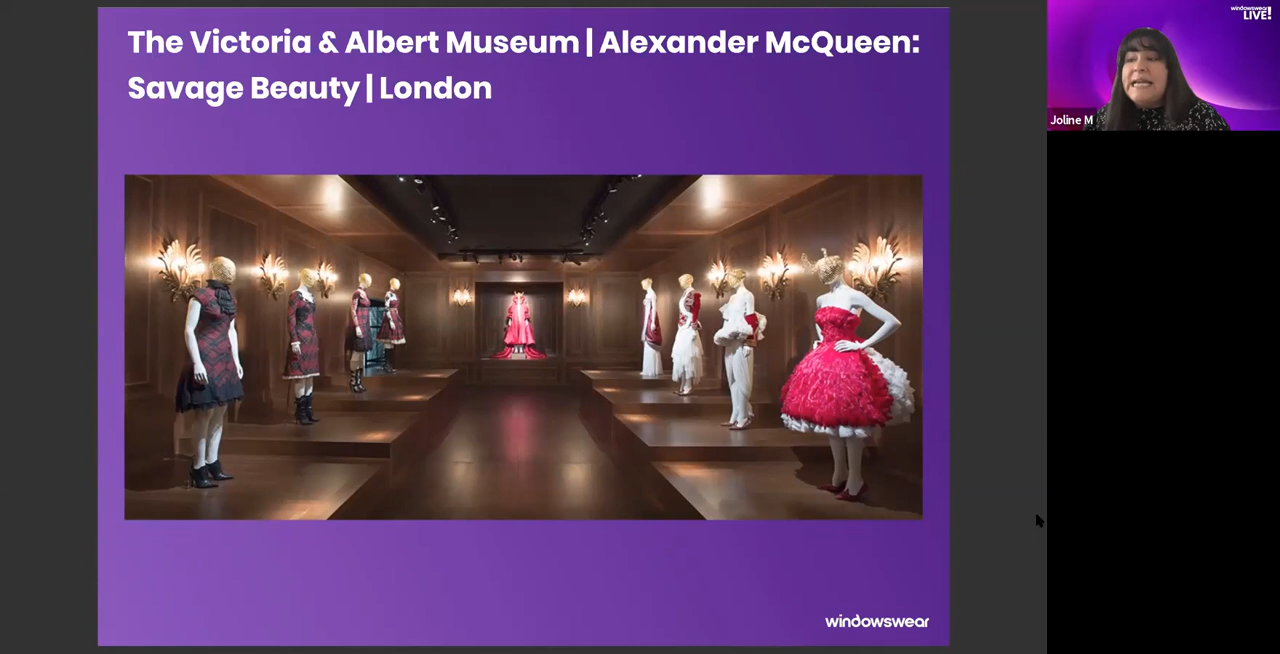 The Victoria & Albert Museum | Alexander McQueen:
Savage Beauty | London
windowswear
windowswear
LIVE!
Joline M